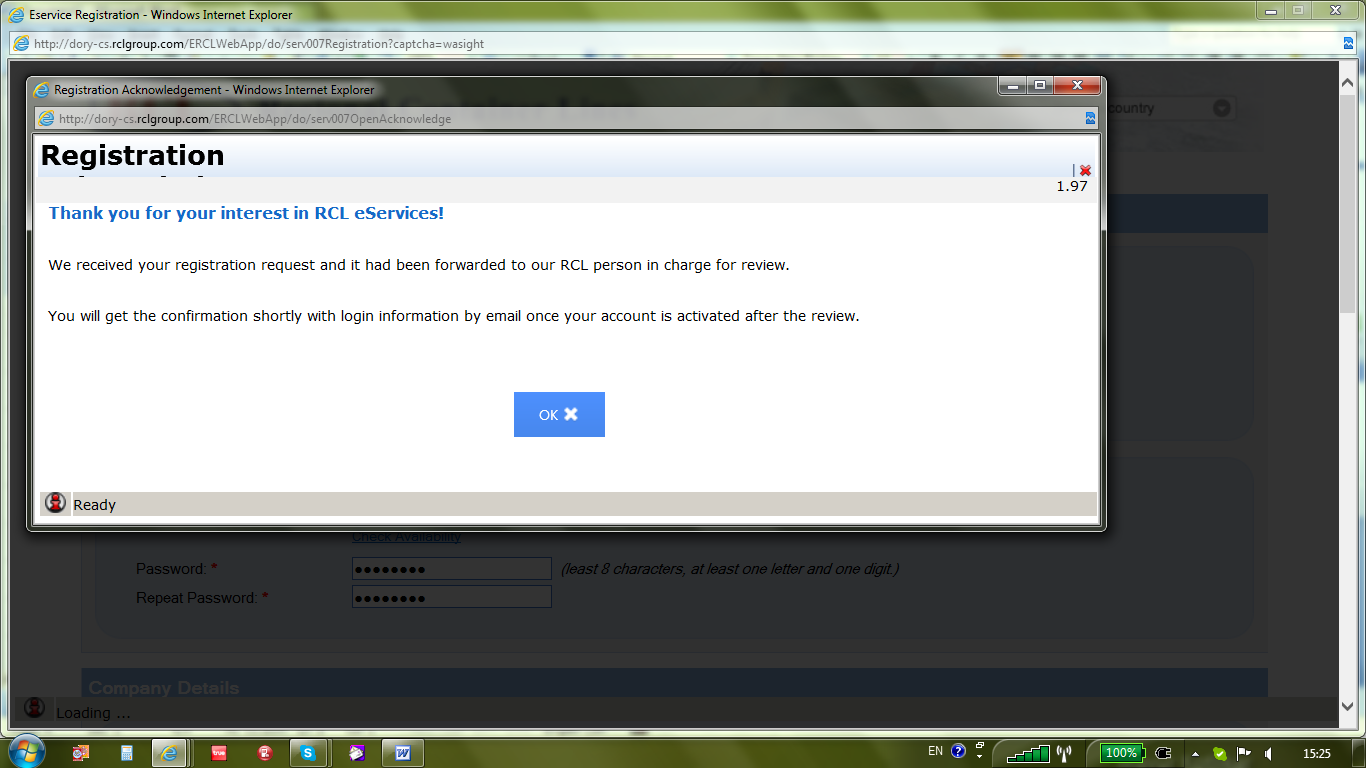 Eservice Registration - Windows Internet Explorer
http://dory-cs.rclgroup.com/ERCLWebApp/do/serv007Registration?captcha=wasight
Registration Acknowledgement - Windows Internet Explorer
country
http://dory-cs.rclgroup.com/ERCLWebApp/do/serv007OpenAcknowledge
Registration
|
1.97
Thank you for your interest in RCL eServices!
We received your registration request and it had been forwarded to our RCL person in charge for review.
You will get the confirmation shortly with login information by email once your account is activated after the review.
OK
Ready
Check Availability
Password: *
(least 8 characters, at least one letter and one digit.)
Repeat Password: *
Company Details
Loading ...
EN
100%
15:25